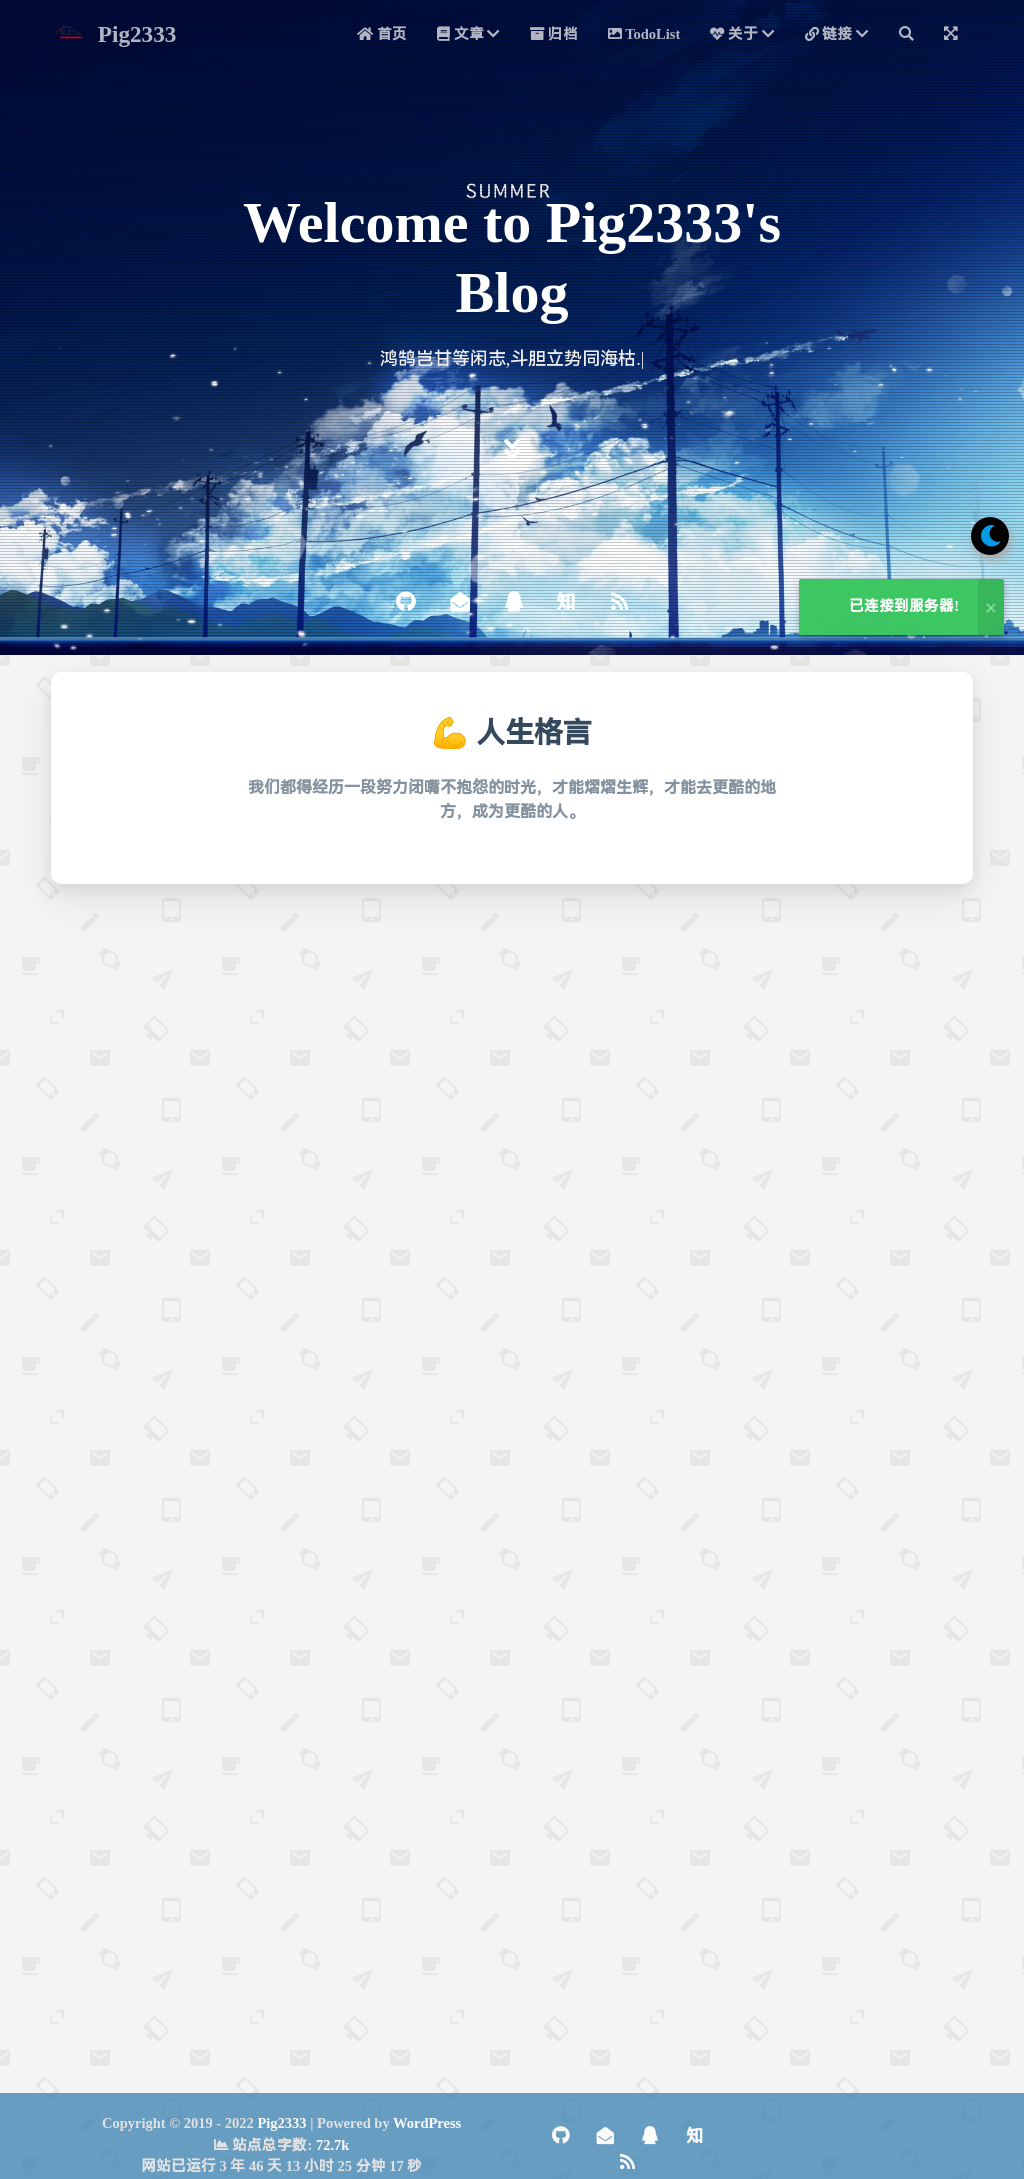 Pig2333
首页 文章 归档 TodoList 关于 链接
SUMMER
Welcome to Pig2333's
Blog
鸿鹄岂甘等闲志,斗胆立势同海枯.|
知
已连接到服务器! ×
💪 人生格言
我们都得经历一段努力闭嘴不抱怨的时光，才能熠熠生辉，才能去更酷的地
方，成为更酷的人。
Copyright © 2019 - 2022 Pig2333 | Powered by WordPress
站点总字数: 72.7k
网站已运行 3 年 46 天 13 小时 25 分钟 17 秒
知